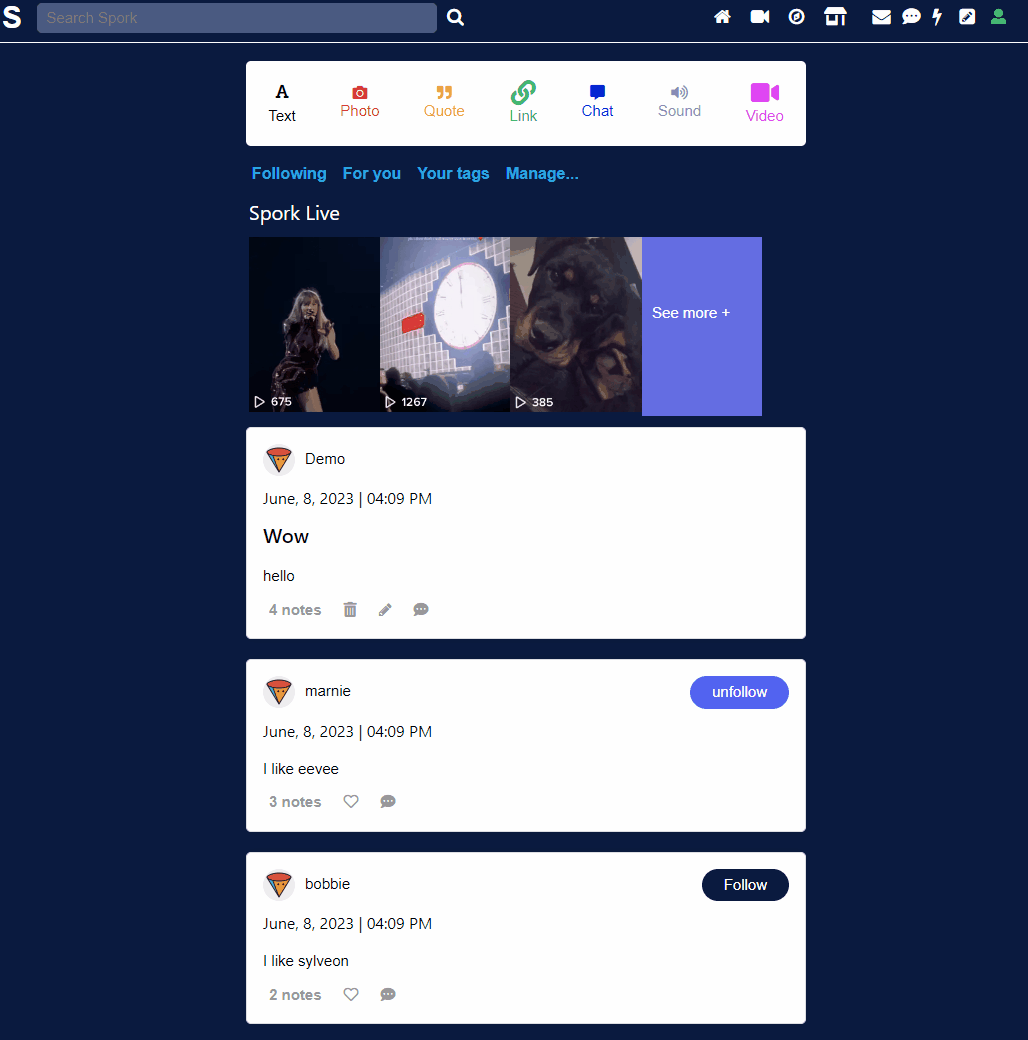 S Search Spork
Text Photo Quote Link Chat Sound Video
Following For you Your tags Manage...
Spork Live
See more +
675 1267 385
Demo
June, 8, 2023 | 04:09 PM
Wow
hello
4 notes
marnie unfollow
June, 8, 2023 | 04:09 PM
I like eevee
3 notes
bobbie Follow
June, 8, 2023 | 04:09 PM
I like sylveon
2 notes